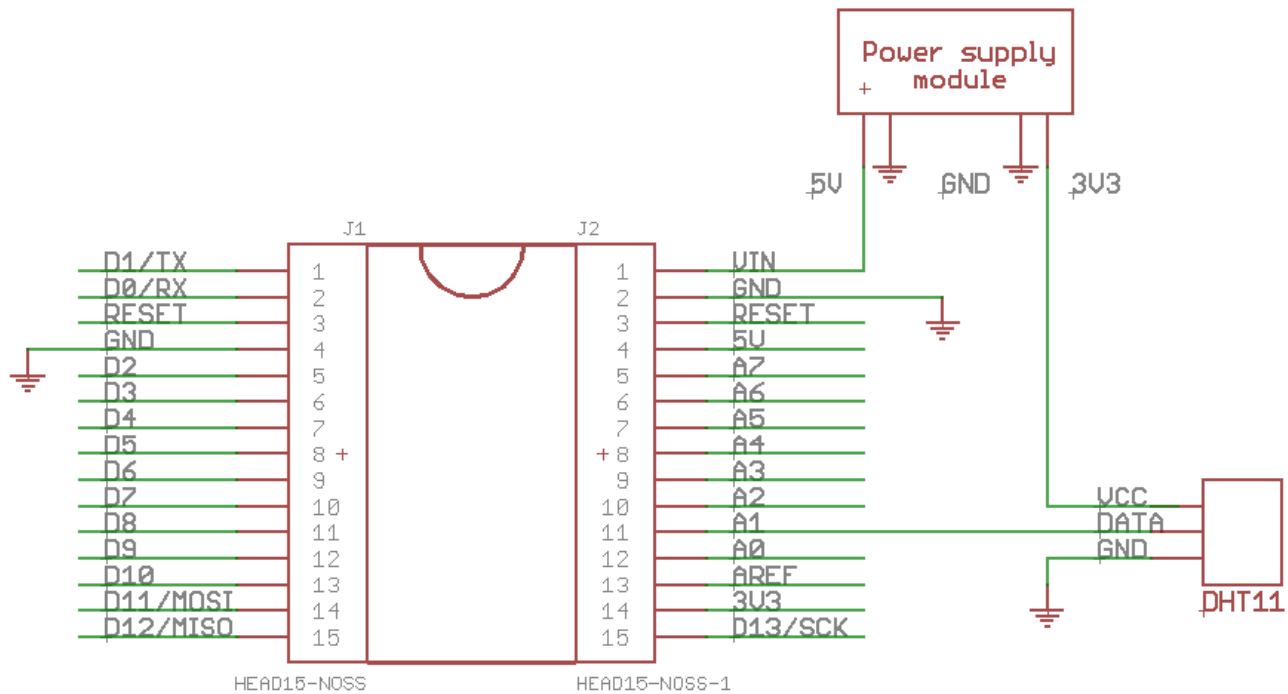 Power supply
module
+
5V
GND
3V3
J1
J2
D1/TX
1
1
VIN
D0/RX
2
2
GND
RESET
3
3
RESET
GND
4
4
5V
D2
5
5
A7
D3
6
6
A6
D4
7
7
A5
D5
8 +
+ 8
A4
D6
9
9
A3
D7
10
10
A2
VCC
D8
11
11
A1
DATA
D9
12
12
A0
GND
D10
13
13
AREF
D11/MOSI
14
14
3V3
DHT11
D12/MISO
15
15
D13/SCK
HEAD15-NOSS
HEAD15-NOSS-1